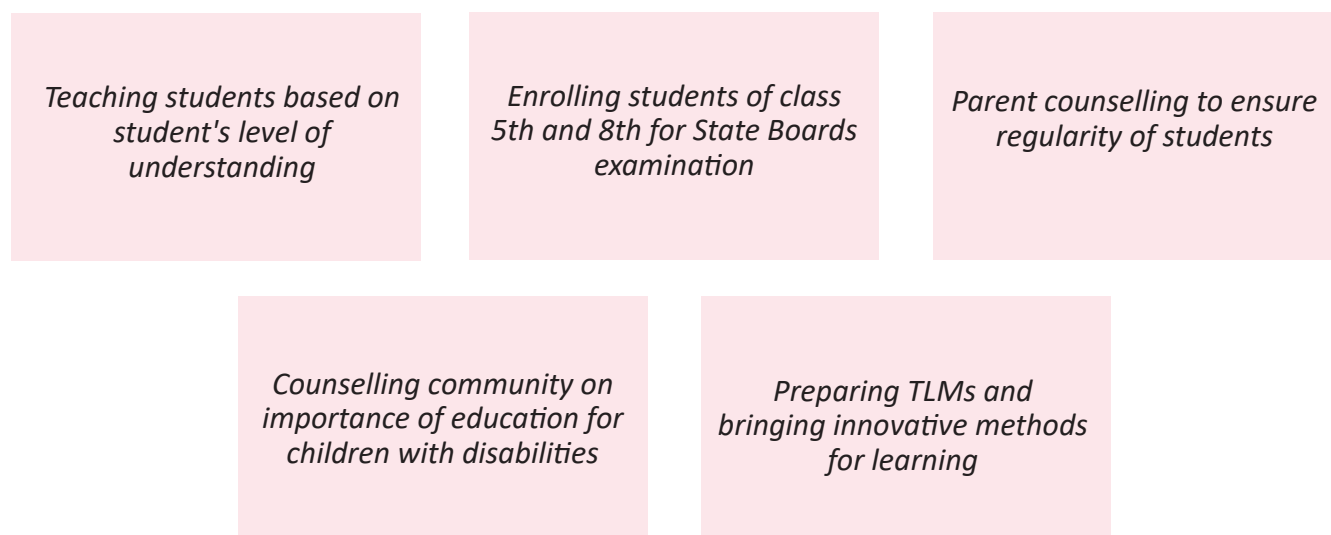 Teaching students based on
student's level of
understanding
Enrolling students of class
5th and 8th for State Boards
examination
Parent counselling to ensure
regularity of students
Counselling community on
importance of education for
children with disabilities
Preparing TLMs and
bringing innovative methods
for learning